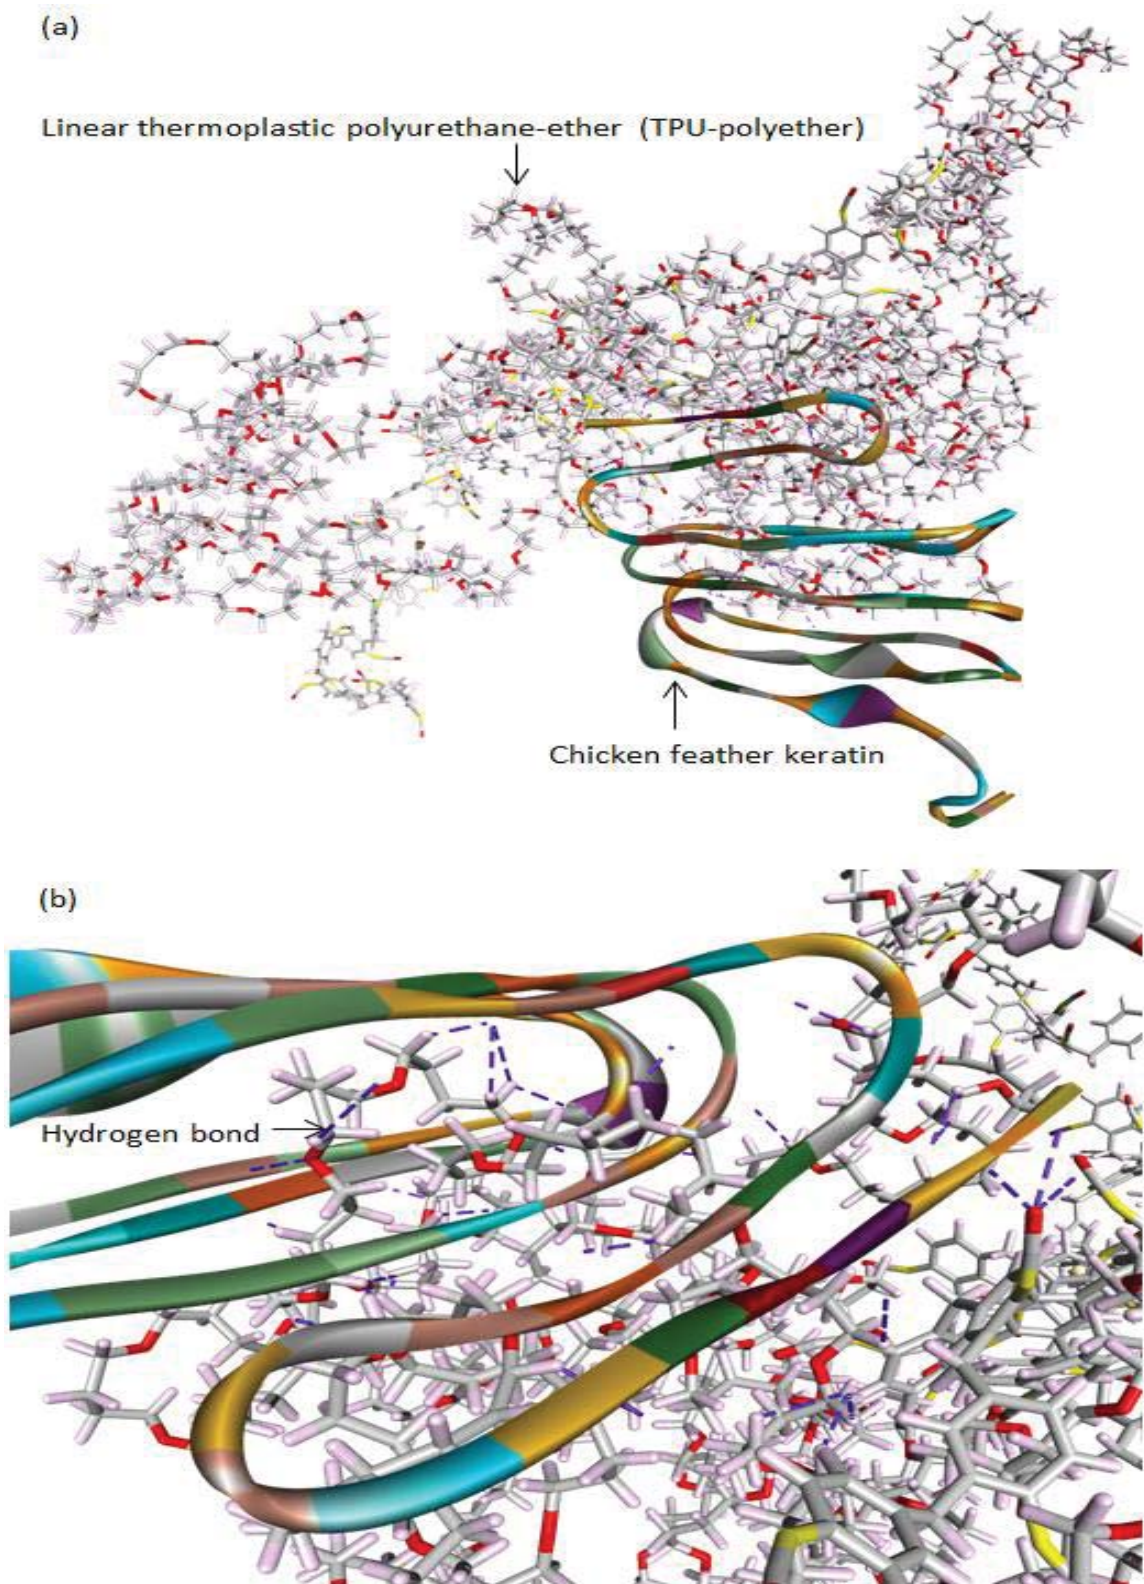 (a)
Linear thermoplastic polyurethane-ether (TPU-polyether)
Chicken feather keratin
(b)
Hydrogen bond